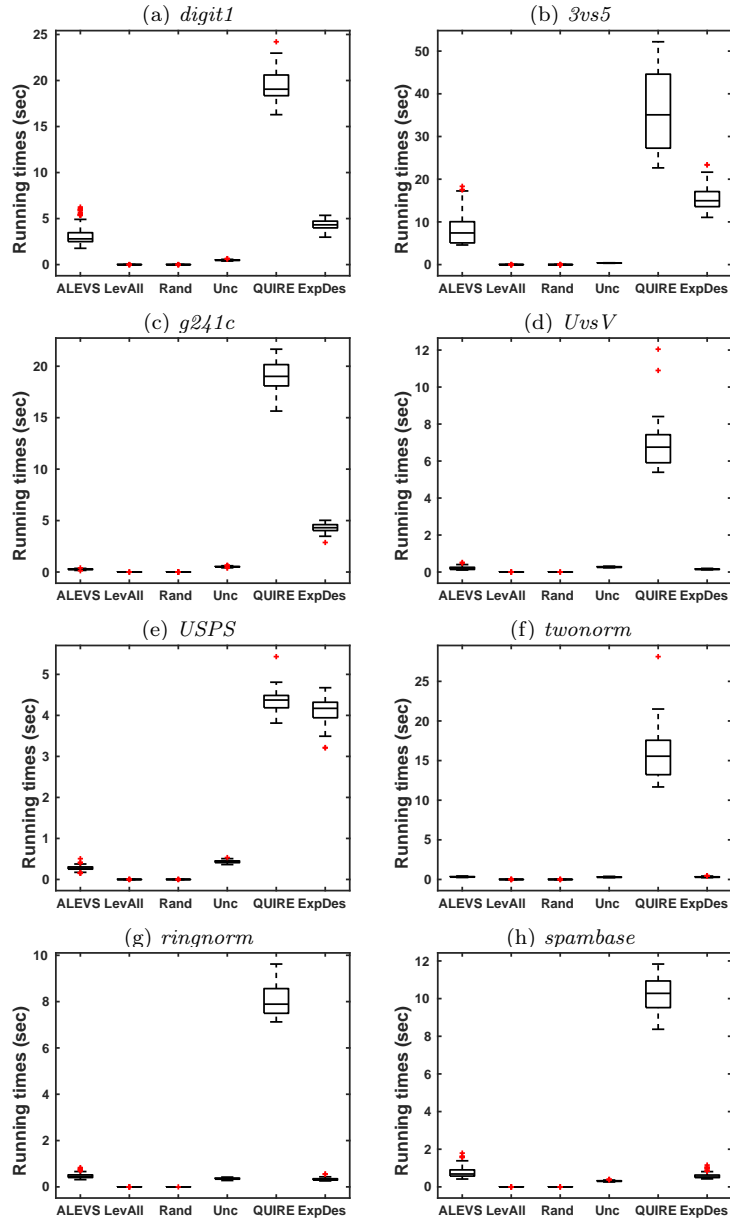 (a) digit1
Running times (sec)
25
20
15
10
5
0
ALEVS LevAll Rand Unc QUIRE ExpDes
(b) 3vs5
Running times (sec)
50
40
30
20
10
0
ALEVS LevAll Rand Unc QUIRE ExpDes
(c) g241c
Running times (sec)
20
15
10
5
0
ALEVS LevAll Rand Unc QUIRE ExpDes
(d) UvsV
Running times (sec)
12
10
8
6
4
2
0
ALEVS LevAll Rand Unc QUIRE ExpDes
(e) USPS
Running times (sec)
5
4
3
2
1
0
ALEVS LevAll Rand Unc QUIRE ExpDes
(f) twonorm
Running times (sec)
25
20
15
10
5
0
ALEVS LevAll Rand Unc QUIRE ExpDes
(g) ringnorm
Running times (sec)
10
8
6
4
2
0
ALEVS LevAll Rand Unc QUIRE ExpDes
(h) spambase
Running times (sec)
12
10
8
6
4
2
0
ALEVS LevAll Rand Unc QUIRE ExpDes